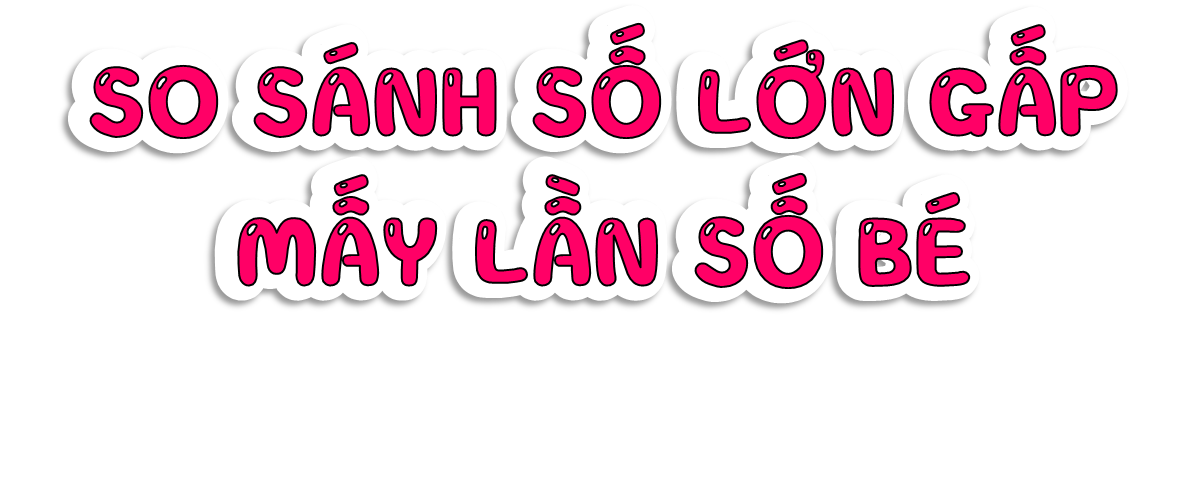 SO SÁNH SỐ LỚN GẤP
MẤY LẦN SỐ BÉ